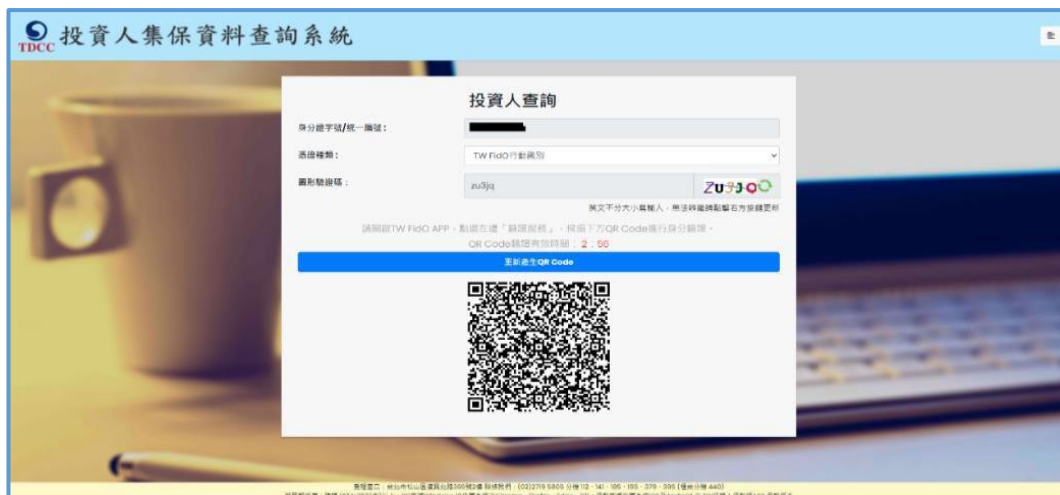 TDCC 投資人集保資料查詢系統
投資人查詢
身分證字號/統一編號:
憑證種類: TW FidO行動識別
圖形驗證碼: zu3jq ZU3JQ
英文不分大小寫輸入,無法辨識請點擊右方按鈕更新
請開啟TW FidO APP,點選左邊「驗證服務」,掃描下方QR Code進行身分驗證。
QR Code驗證有效時間:2:56
重新產生QR Code